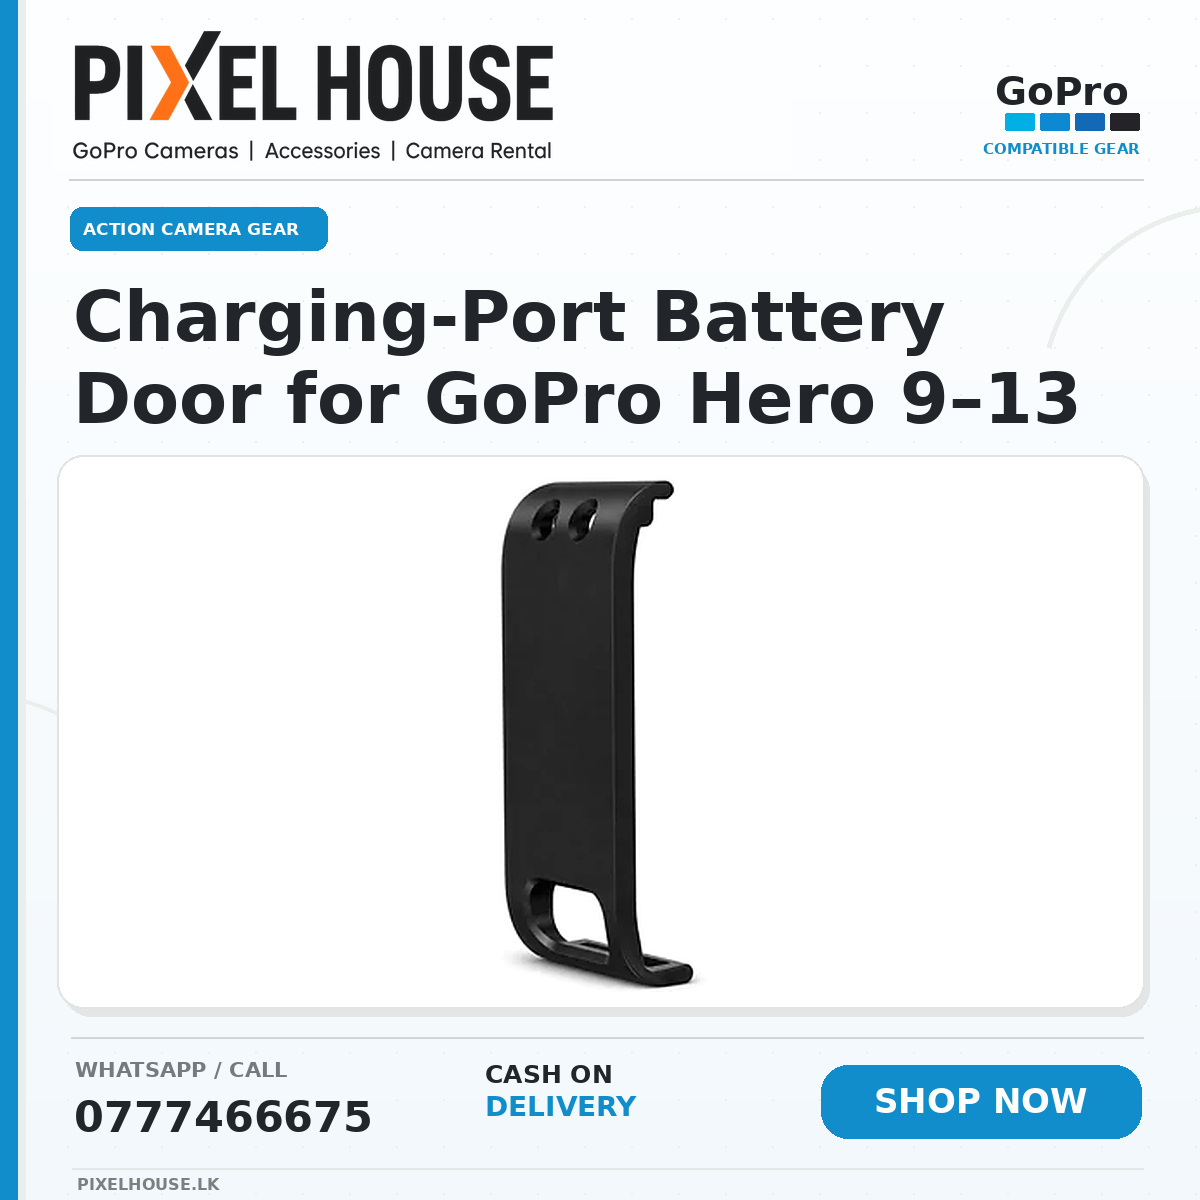 PIXEL HOUSE
GoPro Cameras | Accessories | Camera Rental
GoPro
COMPATIBLE GEAR
ACTION CAMERA GEAR
Charging-Port Battery
Door for GoPro Hero 9–13
WHATSAPP / CALL
0777466675
CASH ON
DELIVERY
SHOP NOW
PIXELHOUSE.LK